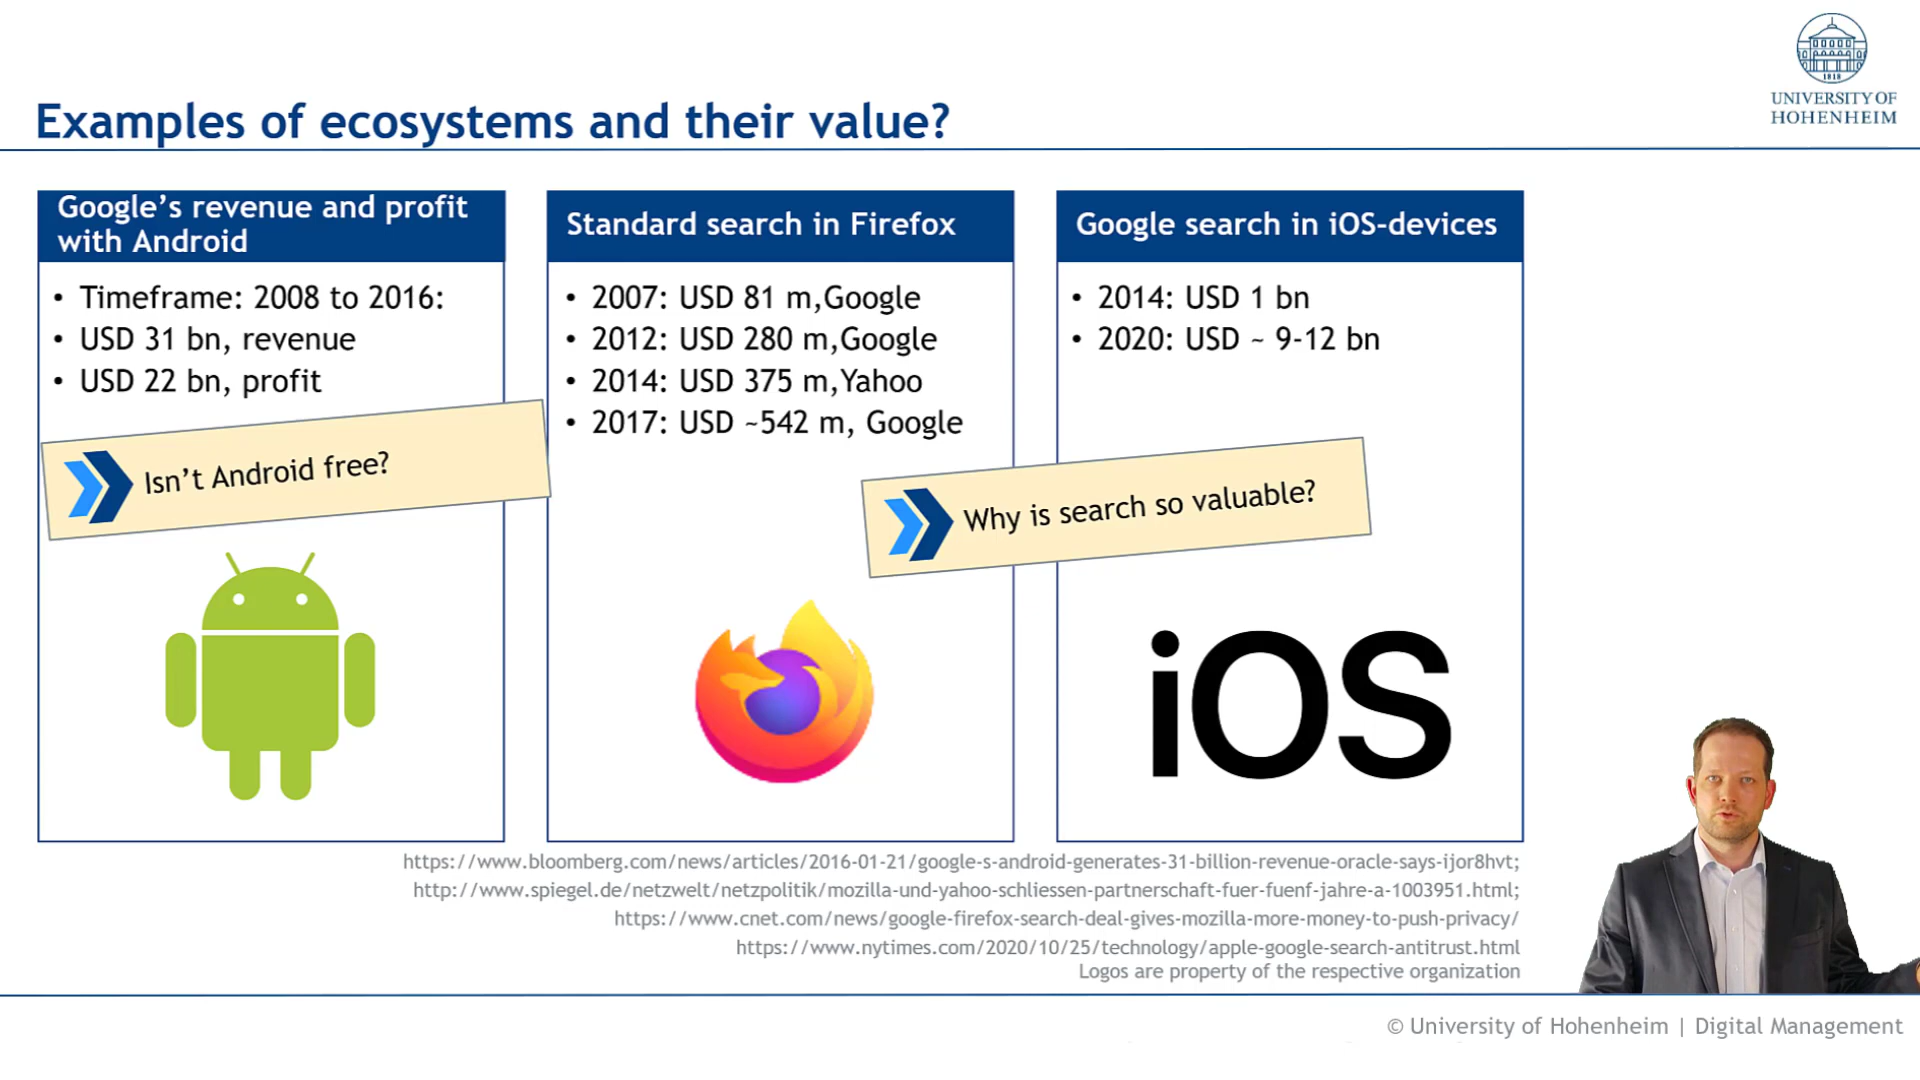 1818
UNIVERSITY OF
HOHENHEIM
Examples of ecosystems and their value?
Google’s revenue and profit
with Android
• Timeframe: 2008 to 2016:
• USD 31 bn, revenue
• USD 22 bn, profit
Isn’t Android free?
Standard search in Firefox
• 2007: USD 81 m,Google
• 2012: USD 280 m,Google
• 2014: USD 375 m,Yahoo
• 2017: USD ~542 m, Google
Google search in iOS-devices
• 2014: USD 1 bn
• 2020: USD ~ 9-12 bn
Why is search so valuable?
iOS
https://www.bloomberg.com/news/articles/2016-01-21/google-s-android-generates-31-billion-revenue-oracle-says-ijor8hvt;
http://www.spiegel.de/netzwelt/netzpolitik/mozilla-und-yahoo-schliessen-partnerschaft-fuer-fuenf-jahre-a-1003951.html;
https://www.cnet.com/news/google-firefox-search-deal-gives-mozilla-more-money-to-push-privacy/
https://www.nytimes.com/2020/10/25/technology/apple-google-search-antitrust.html
Logos are property of the respective organization
© University of Hohenheim | Digital Management